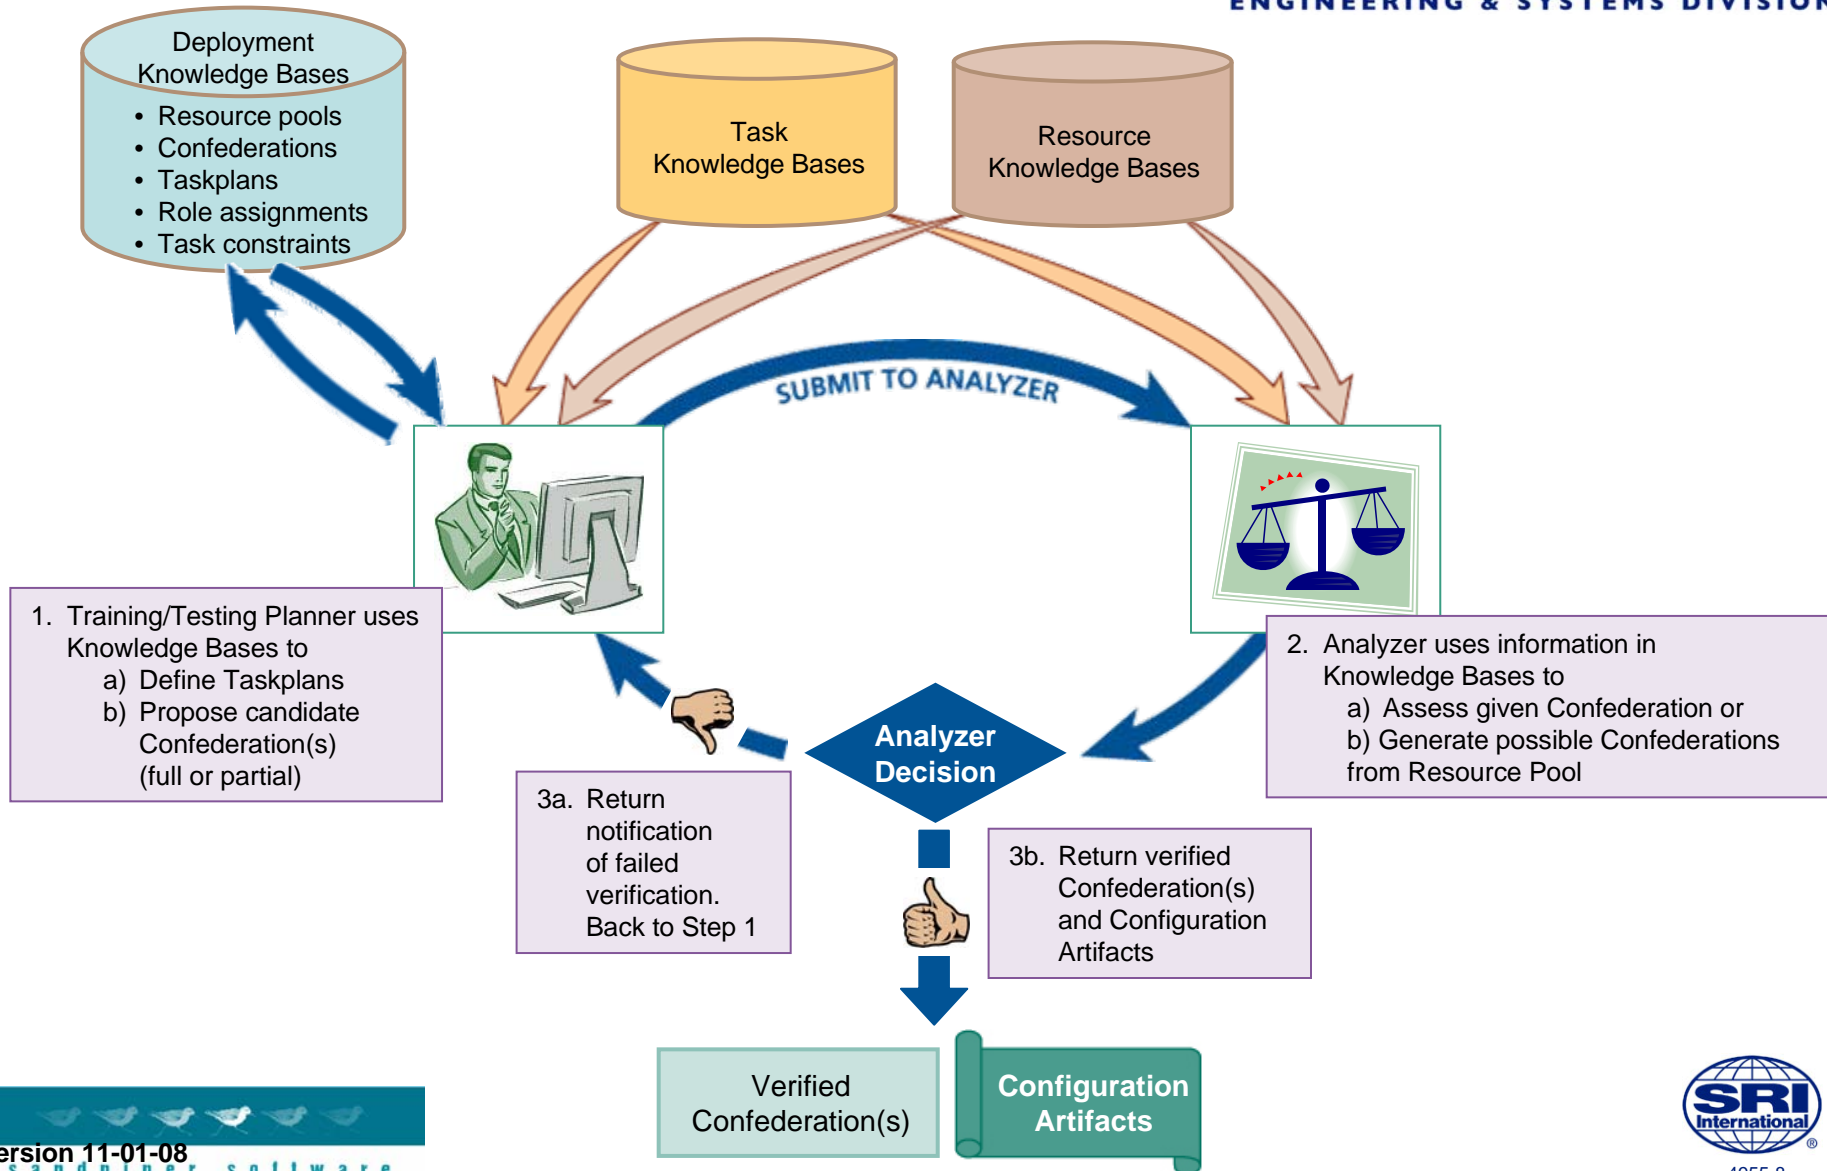 ENGINEERING & SYSTEMS DIVISION
Deployment
Knowledge Bases
• Resource pools
• Confederations
• Taskplans
• Role assignments
• Task constraints
Task
Knowledge Bases
Resource
Knowledge Bases
SUBMIT TO ANALYZER
1. Training/Testing Planner uses
Knowledge Bases to
a) Define Taskplans
b) Propose candidate
Confederation(s)
(full or partial)
2. Analyzer uses information in
Knowledge Bases to
a) Assess given Confederation or
b) Generate possible Confederations
from Resource Pool
Analyzer
Decision
3a. Return
notification
of failed
verification.
Back to Step 1
3b. Return verified
Confederation(s)
and Configuration
Artifacts
Verified
Confederation(s)
Configuration
Artifacts
ersion 11-01-08
sandpiper software
SRI
International
®